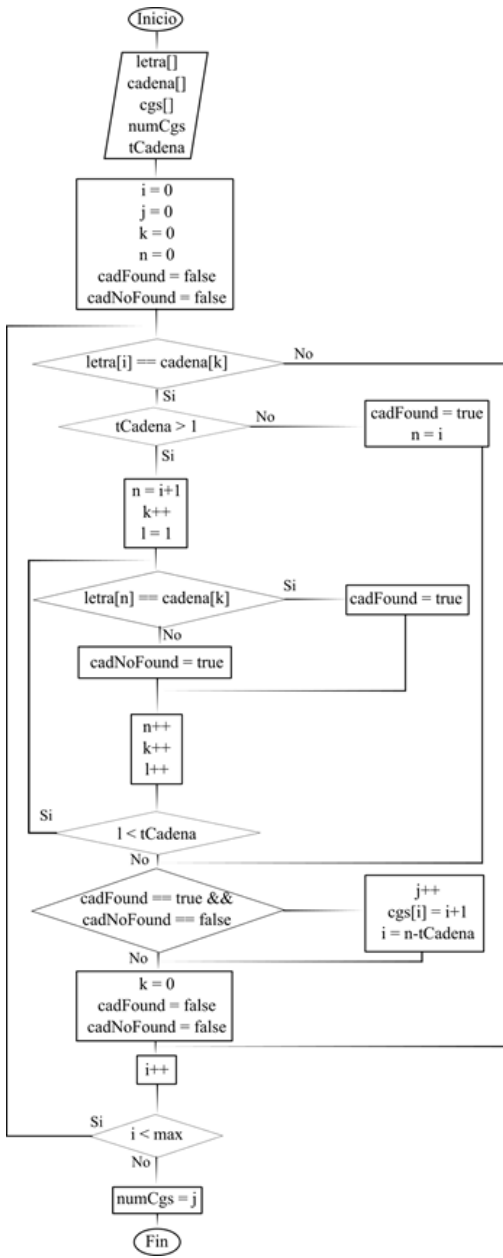 Inicio
letra[]
cadena[]
cgs[]
numCgs
tCadena
i = 0
j = 0
k = 0
n = 0
cadFound = false
cadNoFound = false
letra[i] == cadena[k]
No
Si
tCadena > 1
No
cadFound = true
n = i
Si
n = i+1
k++
l = 1
letra[n] == cadena[k]
Si
cadFound = true
No
cadNoFound = true
n++
k++
l++
Si
l < tCadena
No
cadFound == true &&
cadNoFound == false
j++
cgs[i] = i+1
i = n-tCadena
No
k = 0
cadFound = false
cadNoFound = false
i++
Si
i < max
No
numCgs = j
Fin